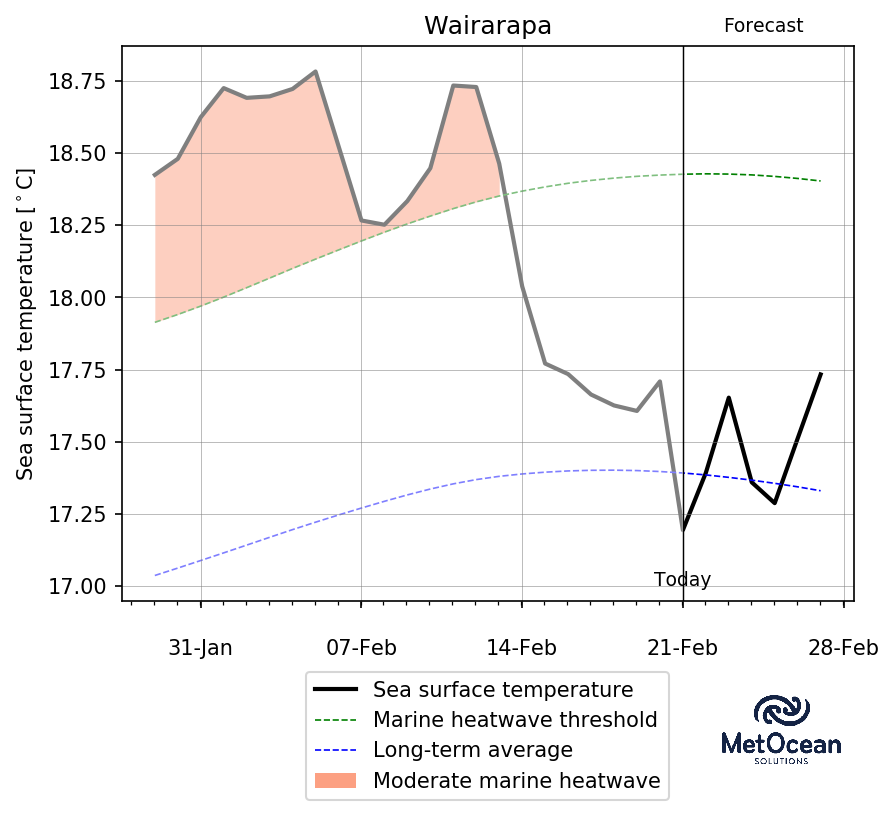 Wairarapa
Forecast
Sea surface temperature [°C]
18.75
18.50
18.25
18.00
17.75
17.50
17.25
17.00
Today
31-Jan 07-Feb 14-Feb 21-Feb 28-Feb
Sea surface temperature
Marine heatwave threshold
Long-term average
Moderate marine heatwave
MetOcean
SOLUTIONS